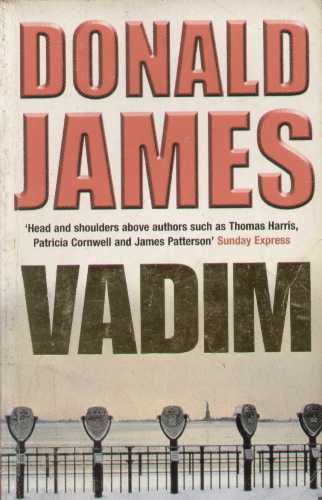 DONALD
JAMES
'Head and shoulders above authors such as Thomas Harris,
Patricia Cornwell and James Patterson' Sunday Express
VADIM